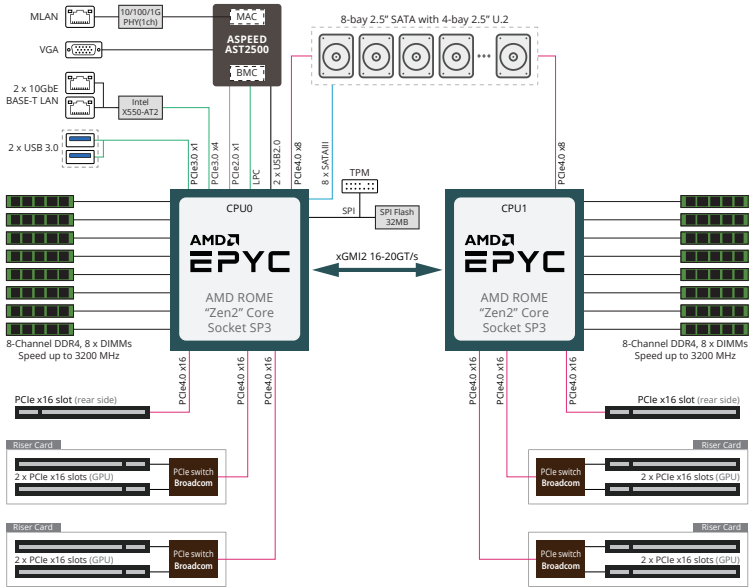 MLAN
10/100/1G
PHY(1ch)
MAC
ASPEED
AST2500
BMC
VGA
2 x 10GbE
BASE-T LAN
Intel
X550-AT2
2 x USB 3.0
8-bay 2.5” SATA with 4-bay 2.5” U.2
PCIe3.0 x1
PCIe3.0 x4
PCIe2.0 x1
LPC
2 x USB2.0
PCIe4.0 x8
8 x SATAIII
PCIe4.0 x8
TPM
SPI
SPI Flash
32MB
CPU0
AMD
EPYC
AMD ROME
“Zen2” Core
Socket SP3
xGMI2 16-20GT/s
CPU1
AMD
EPYC
AMD ROME
“Zen2” Core
Socket SP3
8-Channel DDR4, 8 x DIMMs
Speed up to 3200 MHz
8-Channel DDR4, 8 x DIMMs
Speed up to 3200 MHz
PCIe4.0 x16
PCIe4.0 x16
PCIe4.0 x16
PCIe4.0 x16
PCIe4.0 x16
PCIe4.0 x16
PCIe x16 slot (rear side)
PCIe x16 slot (rear side)
Riser Card
2 x PCIe x16 slots (GPU)
PCIe switch
Broadcom
Riser Card
PCIe switch
Broadcom
2 x PCIe x16 slots (GPU)
Riser Card
2 x PCIe x16 slots (GPU)
PCIe switch
Broadcom
Riser Card
PCIe switch
Broadcom
2 x PCIe x16 slots (GPU)